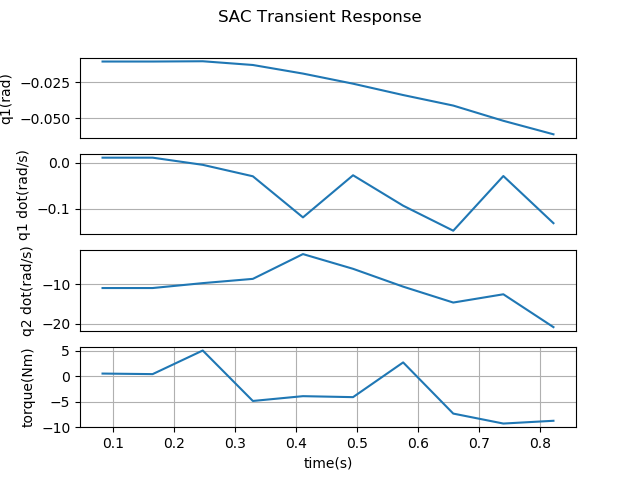 SAC Transient Response
q1(rad)
−0.025
−0.050
q1 dot(rad/s)
0.0
−0.1
q2 dot(rad/s)
−10
−20
torque(Nm)
5
0
−5
−10
0.1 0.2 0.3 0.4 0.5 0.6 0.7 0.8
time(s)